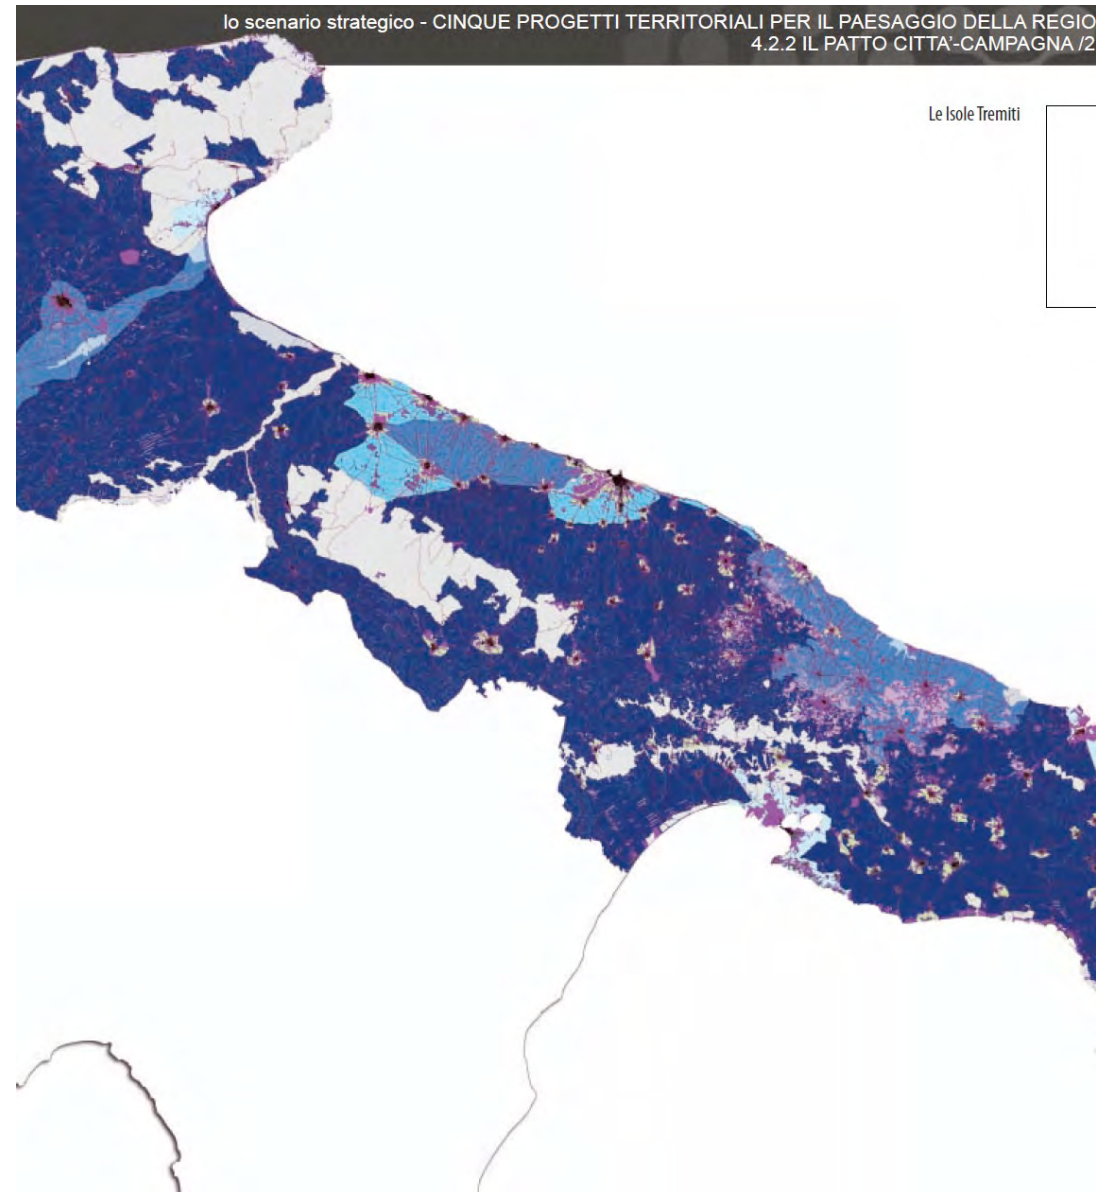 lo scenario strategico - CINQUE PROGETTI TERRITORIALI PER IL PAESAGGIO DELLA REGIO
4.2.2 IL PATTO CITTA'-CAMPAGNA /2
Le Isole Tremiti